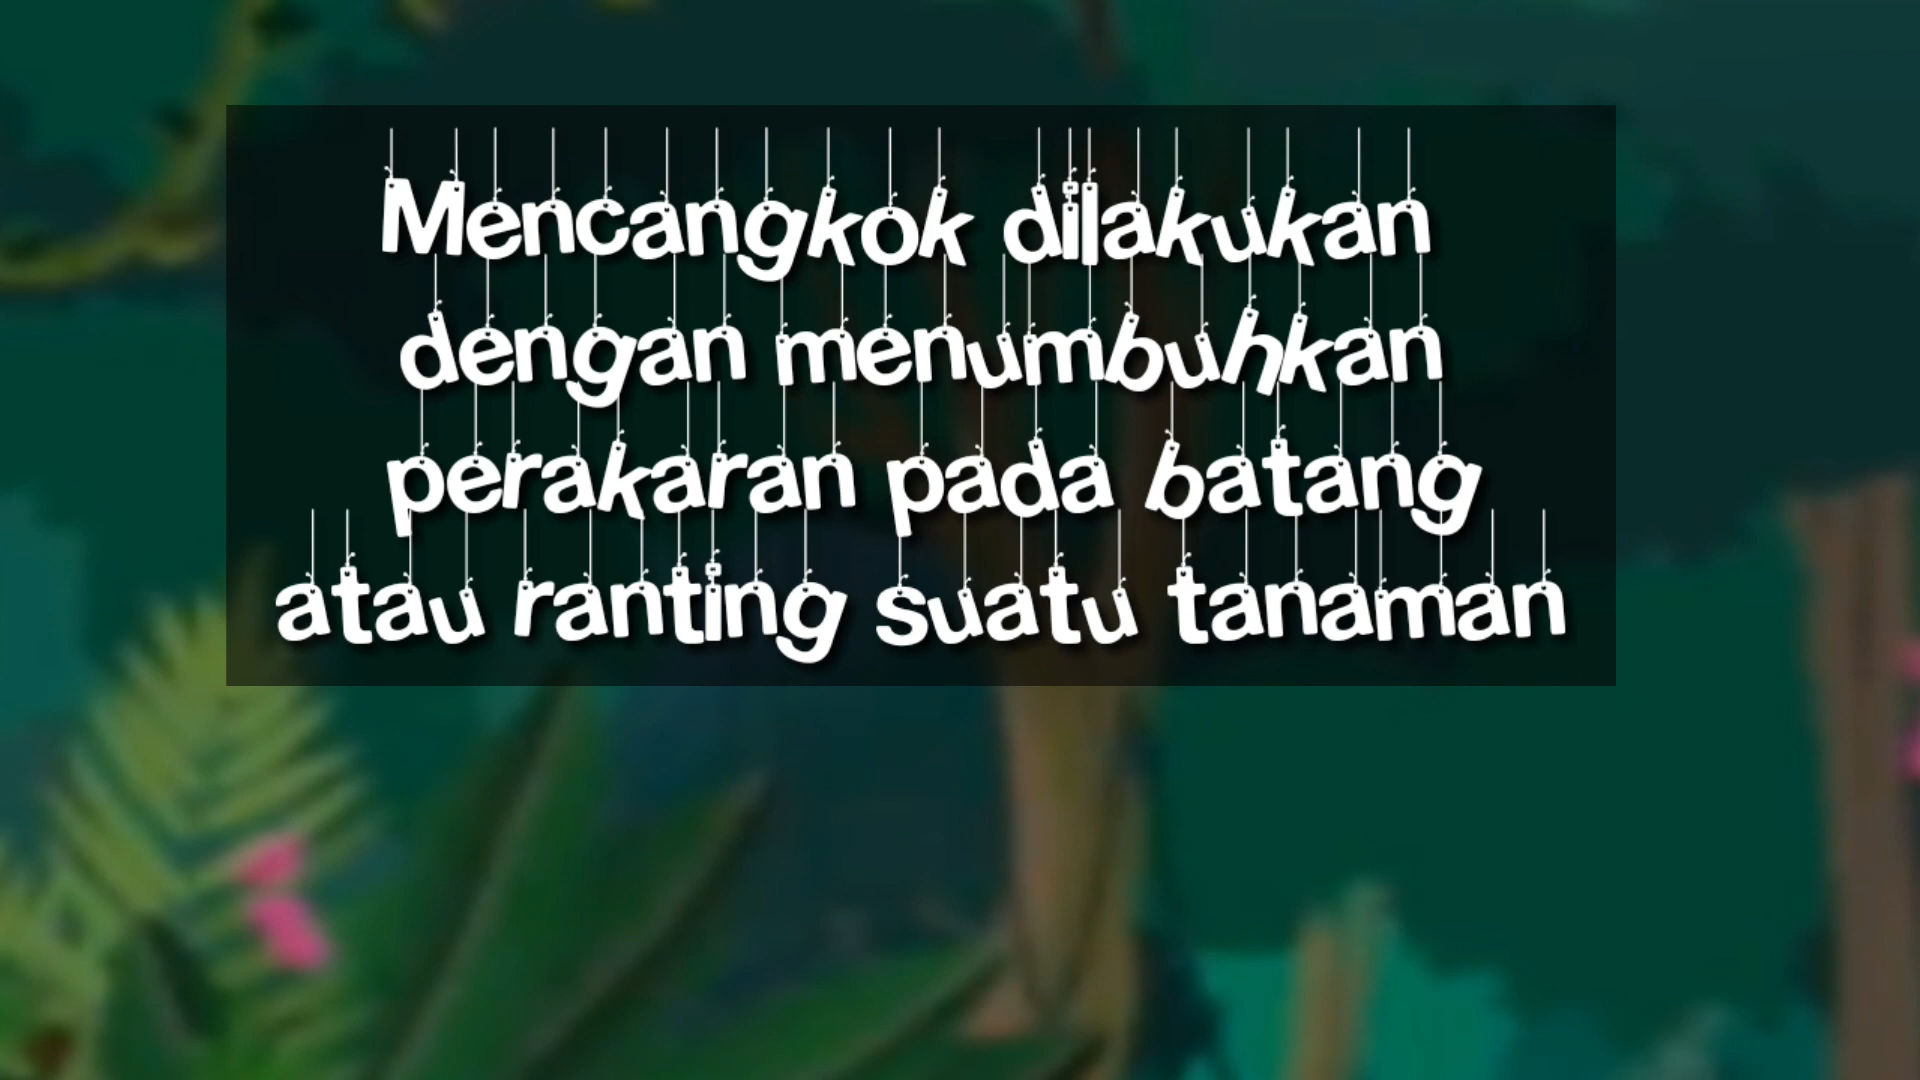 Mencangkok dilakukan
dengan menumbuhkan
perakaran pada batang
atau ranting suatu tanaman